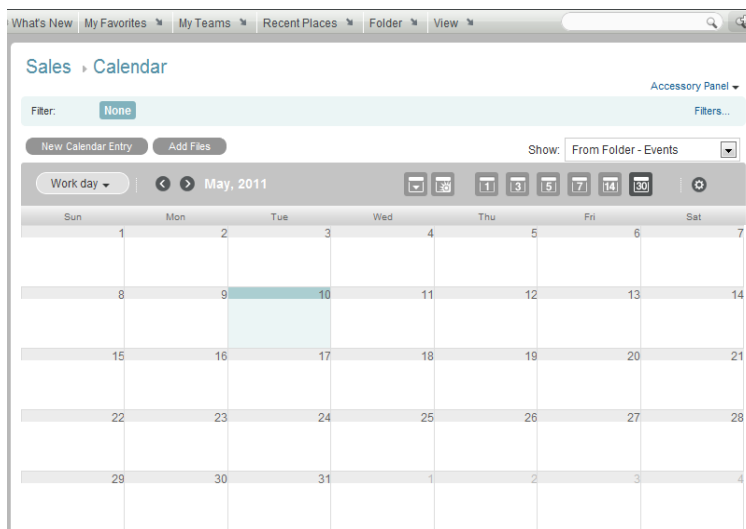 What's New My Favorites My Teams Recent Places Folder View
Sales Calendar
Accessory Panel
Filter: None Filters...
New Calendar Entry Add Files Show: From Folder - Events
Work day May, 2011 1 3 5 7 14 30
Sun Mon Tue Wed Thu Fri Sat
1 2 3 4 5 6 7
8 9 10 11 12 13 14
15 16 17 18 19 20 21
22 23 24 25 26 27 28
29 30 31 1 2 3 4